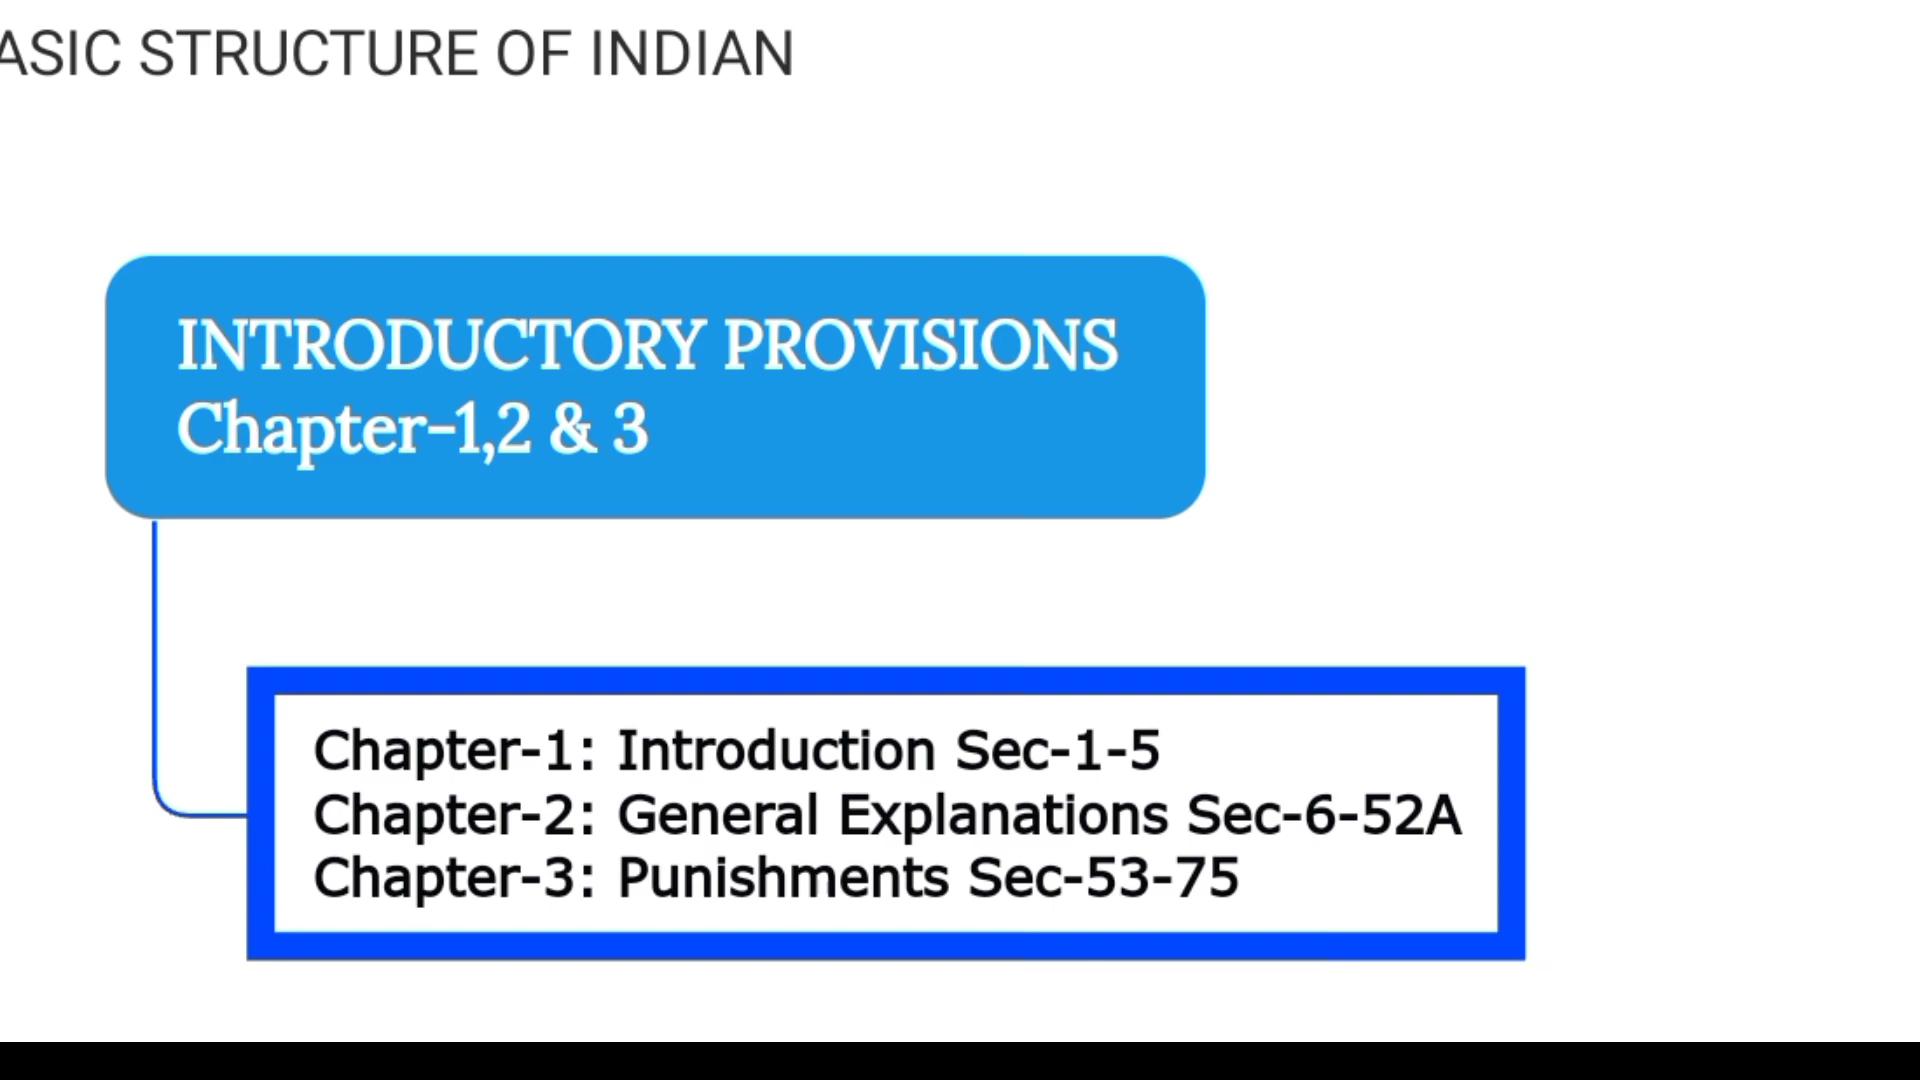 ASIC STRUCTURE OF INDIAN
INTRODUCTORY PROVISIONS
Chapter-1,2 & 3
Chapter-1: Introduction Sec-1-5
Chapter-2: General Explanations Sec-6-52A
Chapter-3: Punishments Sec-53-75